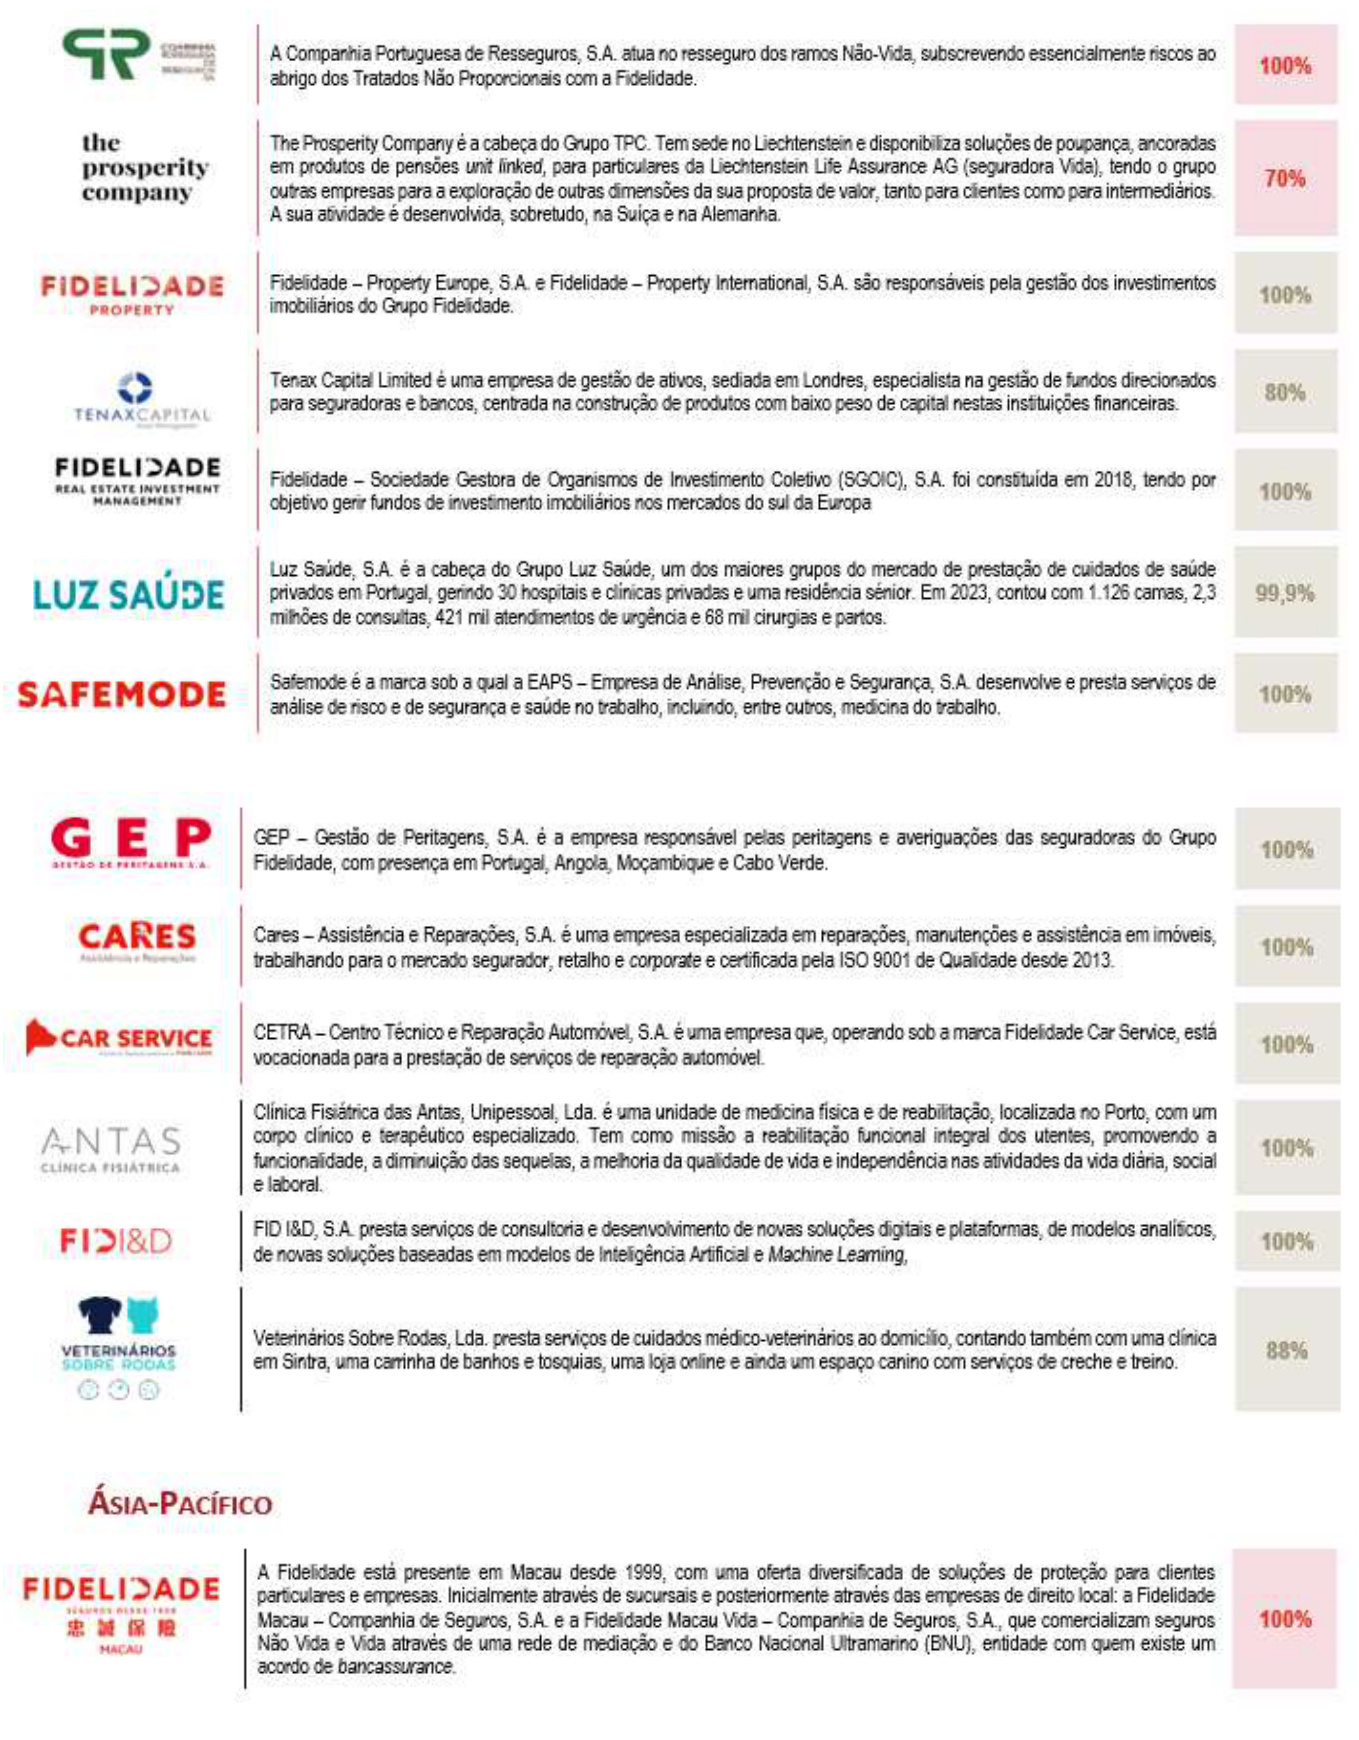 COMPANHIA
PORTUGUESA
DE
RESSEGUROS
SA
A Companhia Portuguesa de Resseguros, S.A. atua no resseguro dos ramos Não-Vida, subscrevendo essencialmente riscos ao
abrigo dos Tratados Não Proporcionais com a Fidelidade.
100%
the
prosperity
company
The Prosperity Company é a cabeça do Grupo TPC. Tem sede no Liechtenstein e disponibiliza soluções de poupança, ancoradas
em produtos de pensões unit linked, para particulares da Liechtenstein Life Assurance AG (seguradora Vida), tendo o grupo
outras empresas para a exploração de outras dimensões da sua proposta de valor, tanto para clientes como para intermediários.
A sua atividade é desenvolvida, sobretudo, na Suíça e na Alemanha.
70%
FIDELIDADE
PROPERTY
Fidelidade – Property Europe, S.A. e Fidelidade – Property International, S.A. são responsáveis pela gestão dos investimentos
imobiliários do Grupo Fidelidade.
100%
TENAXCAPITAL
Tenax Capital Limited é uma empresa de gestão de ativos, sediada em Londres, especialista na gestão de fundos direcionados
para seguradoras e bancos, centrada na construção de produtos com baixo peso de capital nestas instituições financeiras.
80%
FIDELIDADE
REAL ESTATE INVESTMENT
MANAGEMENT
Fidelidade – Sociedade Gestora de Organismos de Investimento Coletivo (SGOIC), S.A. foi constituída em 2018, tendo por
objetivo gerir fundos de investimento imobiliários nos mercados do sul da Europa
100%
LUZ SAÚDE
Luz Saúde, S.A. é a cabeça do Grupo Luz Saúde, um dos maiores grupos do mercado de prestação de cuidados de saúde
privados em Portugal, gerindo 30 hospitais e clínicas privadas e uma residência sénior. Em 2023, contou com 1.126 camas, 2,3
milhões de consultas, 421 mil atendimentos de urgência e 68 mil cirurgias e partos.
99,9%
SAFEMODE
Safemode é a marca sob a qual a EAPS – Empresa de Análise, Prevenção e Segurança, S.A. desenvolve e presta serviços de
análise de risco e de segurança e saúde no trabalho, incluindo, entre outros, medicina do trabalho.
100%
GEP
GESTÃO DE PERITAGENS S.A.
GEP – Gestão de Peritagens, S.A. é a empresa responsável pelas peritagens e averiguações das seguradoras do Grupo
Fidelidade, com presença em Portugal, Angola, Moçambique e Cabo Verde.
100%
CARES
Assistência e Reparações
Cares – Assistência e Reparações, S.A. é uma empresa especializada em reparações, manutenções e assistência em imóveis,
trabalhando para o mercado segurador, retalho e corporate e certificada pela ISO 9001 de Qualidade desde 2013.
100%
CAR SERVICE
CETRA – Centro Técnico e Reparação Automóvel, S.A. é uma empresa que, operando sob a marca Fidelidade Car Service, está
vocacionada para a prestação de serviços de reparação automóvel.
100%
ANTAS
CLÍNICA FISIÁTRICA
Clínica Fisiátrica das Antas, Unipessoal, Lda. é uma unidade de medicina física e de reabilitação, localizada no Porto, com um
corpo clínico e terapêutico especializado. Tem como missão a reabilitação funcional integral dos utentes, promovendo a
funcionalidade, a diminuição das sequelas, a melhoria da qualidade de vida e independência nas atividades da vida diária, social
e laboral.
100%
FIDI&D
FID I&D, S.A. presta serviços de consultoria e desenvolvimento de novas soluções digitais e plataformas, de modelos analíticos,
de novas soluções baseadas em modelos de Inteligência Artificial e Machine Learning,
100%
VETERINÁRIOS
SOBRE RODAS
Veterinários Sobre Rodas, Lda. presta serviços de cuidados médico-veterinários ao domicílio, contando também com uma clínica
em Sintra, uma carrinha de banhos e tosquias, uma loja online e ainda um espaço canino com serviços de creche e treino.
88%
ÁSIA-PACÍFICO
FIDELIDADE
SEGUROS DESDE 1808
忠誠保險
MACAU
A Fidelidade está presente em Macau desde 1999, com uma oferta diversificada de soluções de proteção para clientes
particulares e empresas. Inicialmente através de sucursais e posteriormente através das empresas de direito local: a Fidelidade
Macau – Companhia de Seguros, S.A. e a Fidelidade Macau Vida – Companhia de Seguros, S.A., que comercializam seguros
Não Vida e Vida através de uma rede de mediação e do Banco Nacional Ultramarino (BNU), entidade com quem existe um
acordo de bancassurance.
100%